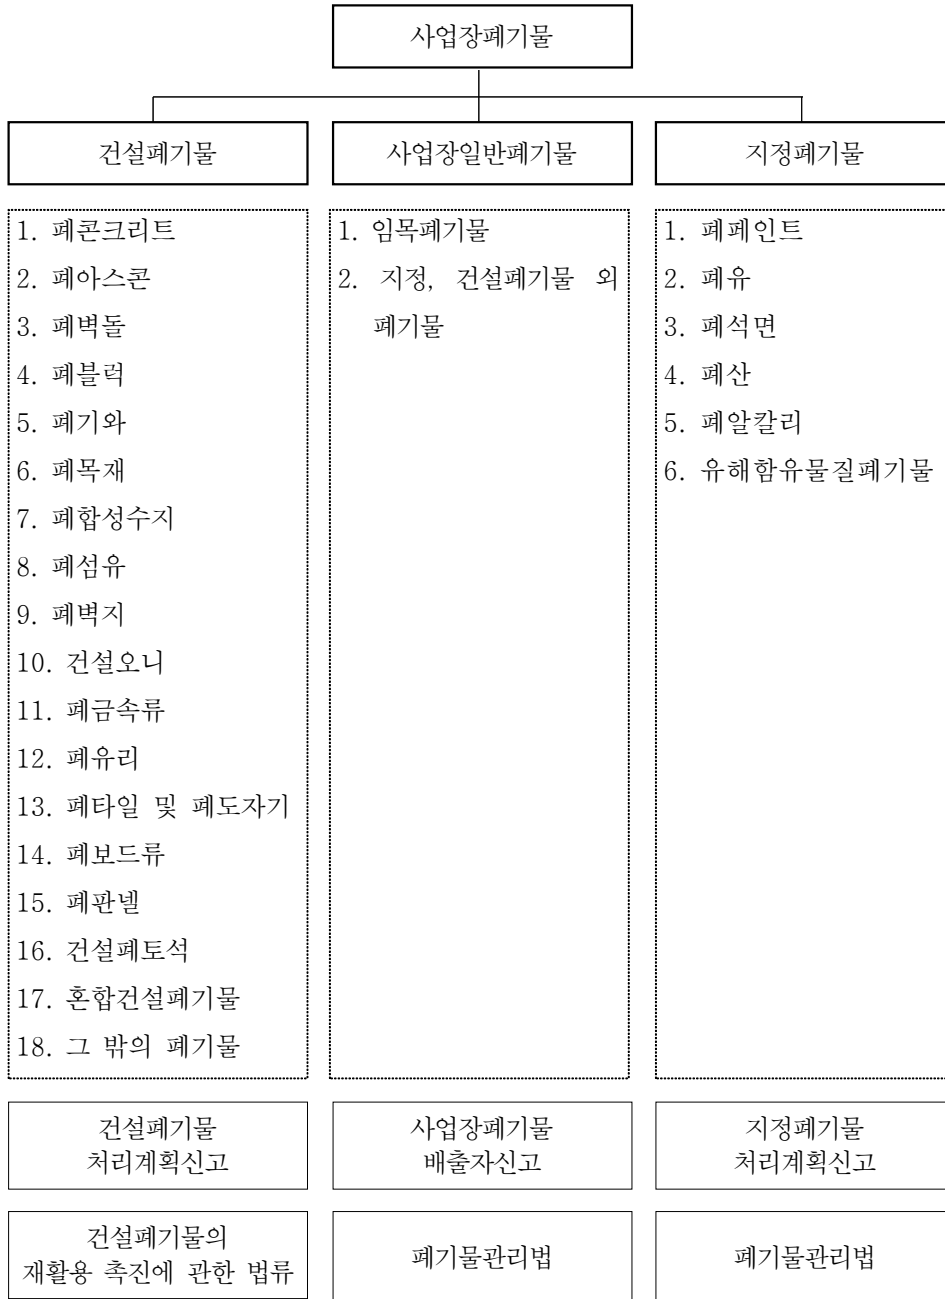 사업장폐기물
건설폐기물
사업장일반폐기물
지정폐기물
1. 폐콘크리트
2. 폐아스콘
3. 폐벽돌
4. 폐블럭
5. 폐기와
6. 폐목재
7. 폐합성수지
8. 폐섬유
9. 폐벽지
10. 건설오니
11. 폐금속류
12. 폐유리
13. 폐타일 및 폐도자기
14. 폐보드류
15. 폐판넬
16. 건설폐토석
17. 혼합건설폐기물
18. 그 밖의 폐기물
1. 임목폐기물
2. 지정, 건설폐기물 외
폐기물
1. 폐페인트
2. 폐유
3. 폐석면
4. 폐산
5. 폐알칼리
6. 유해함유물질폐기물
건설폐기물
처리계획신고
사업장폐기물
배출자신고
지정폐기물
처리계획신고
건설폐기물의
재활용 촉진에 관한 법류
폐기물관리법
폐기물관리법